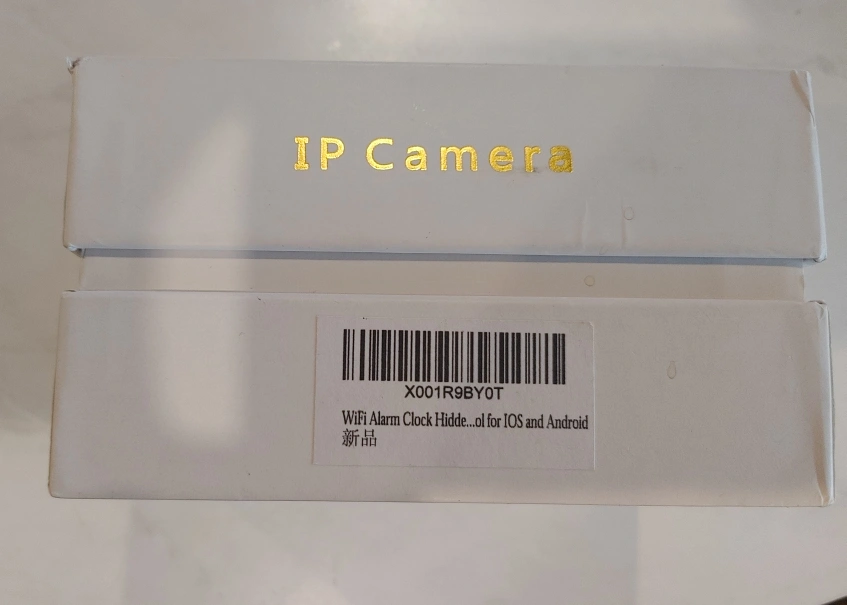 IP Camera
X001R9BY0T
WiFi Alarm Clock Hidde...ol for IOS and Android
新品